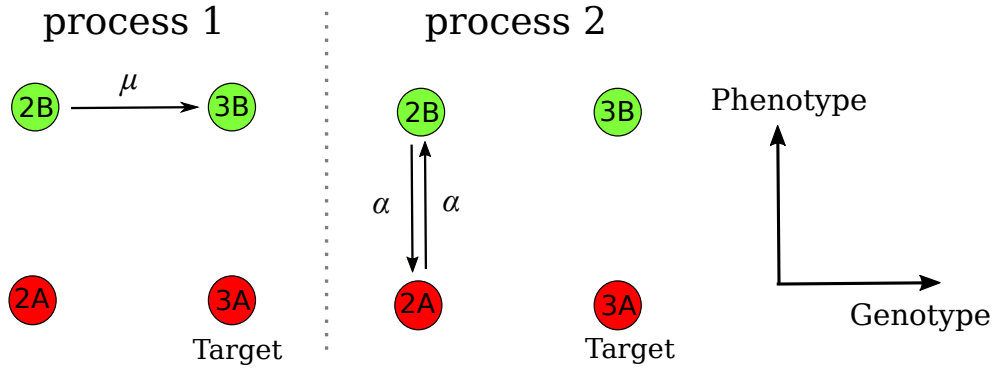 process 1
process 2
μ
2B
3B
2B
3B
Phenotype
α
α
2A
3A
2A
3A
Genotype
Target
Target